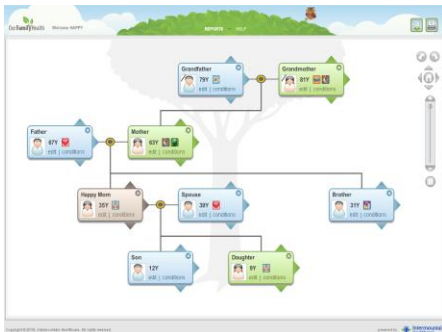 OurFamilyHealth
Welcome HAPPY
REPORTS HELP
Grandfather
79Y
edit | conditions
Grandmother
81Y
edit | conditions
Father
67Y
edit | conditions
Mother
63Y
edit | conditions
Happy Mom
35Y
edit | conditions
Spouse
39Y
edit | conditions
Brother
31Y
edit | conditions
Son
12Y
edit | conditions
Daughter
9Y
edit | conditions
powered by